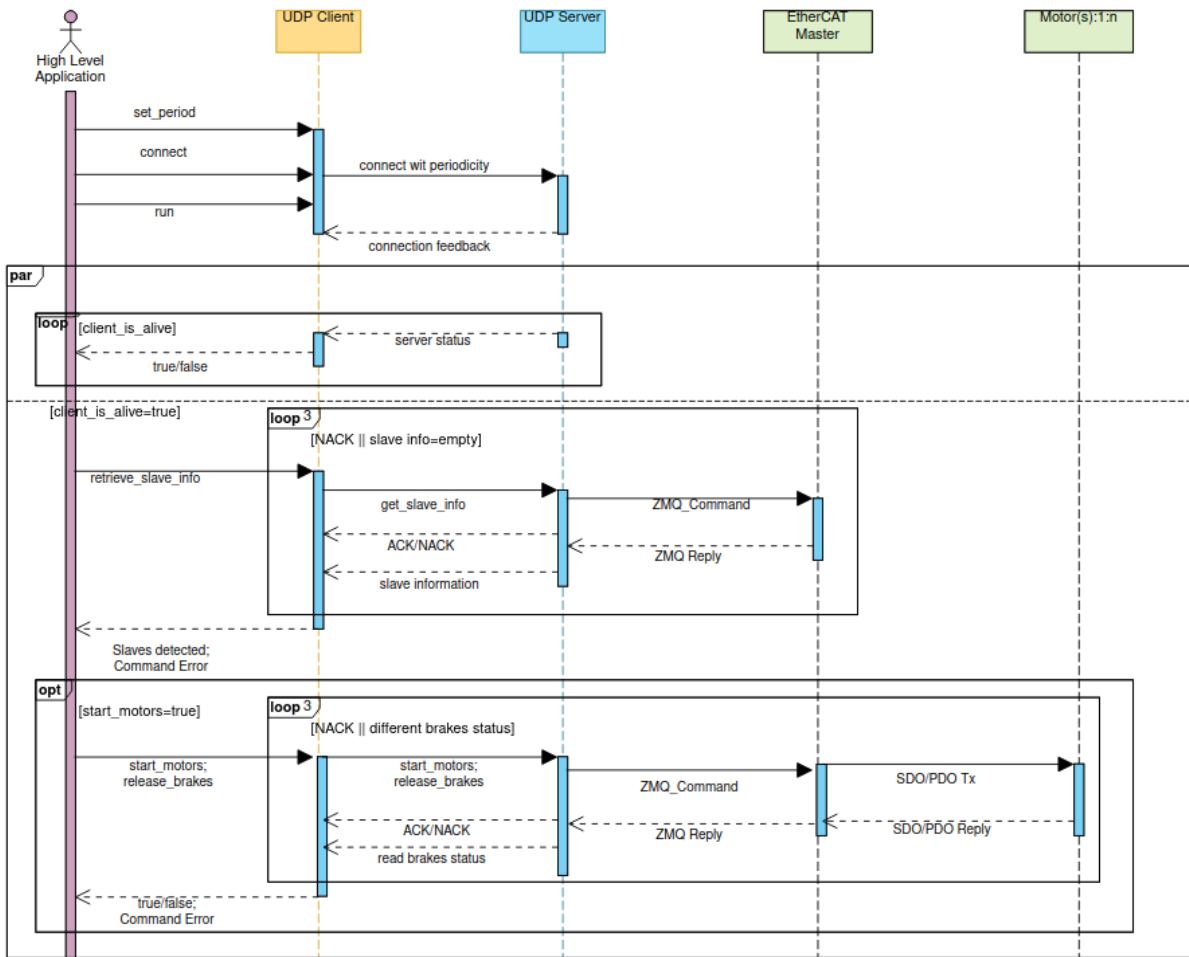 UDP Client
UDP Server
EtherCAT
Master
Motor(s):1:n
High Level
Application
set_period
connect
connect wit periodicity
run
connection feedback
par
loop
[client_is_alive]
server status
true/false
[client_is_alive=true]
loop 3
[NACK || slave info=empty]
retrieve_slave_info
get_slave_info
ZMQ_Command
ACK/NACK
ZMQ Reply
slave information
Slaves detected;
Command Error
opt
[start_motors=true]
loop 3
[NACK || different brakes status]
start_motors;
release_brakes
start_motors;
release_brakes
ZMQ_Command
SDO/PDO Tx
ACK/NACK
ZMQ Reply
SDO/PDO Reply
read brakes status
true/false;
Command Error